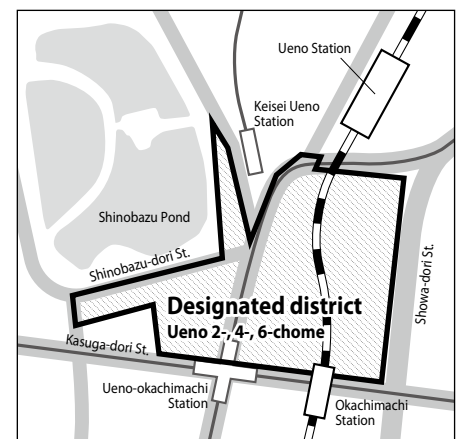 Ueno Station
Keisei Ueno
Station
Shinobazu Pond
Shinobazu-dori St.
Showa-dori St.
Designated district
Ueno 2-, 4-, 6-chome
Kasuga-dori St.
Ueno-okachimachi
Station
Okachimachi
Station